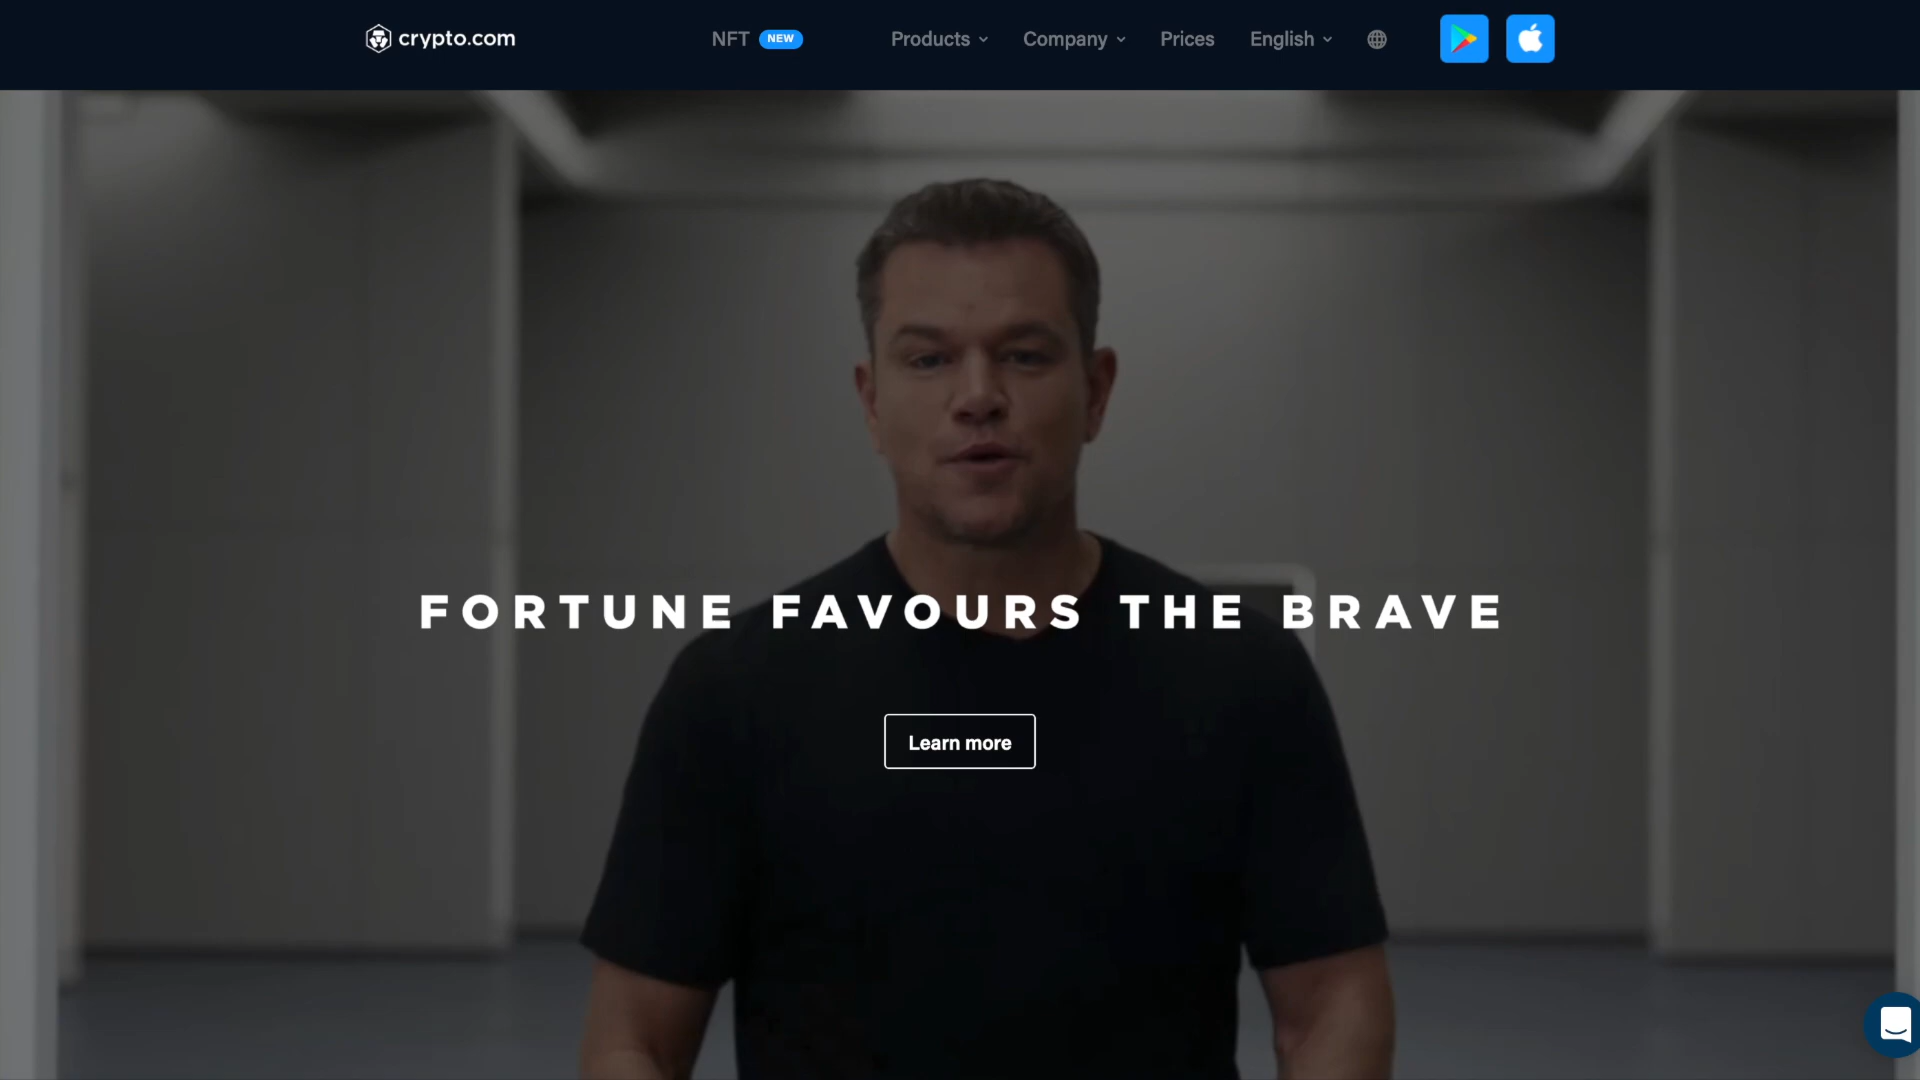 crypto.com
NFT NEW
Products
Company
Prices
English
FORTUNE FAVOURS THE BRAVE
Learn more